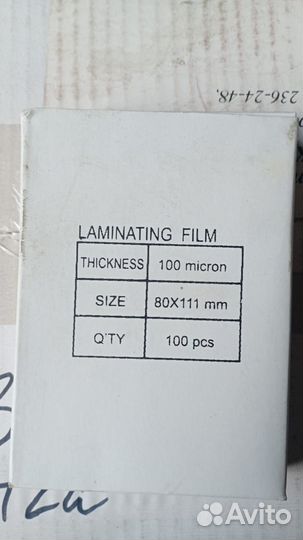 236-24-48.
LAMINATING FILM
THICKNESS 100 micron
SIZE 80X111 mm
Q'TY 100 pcs
Avito